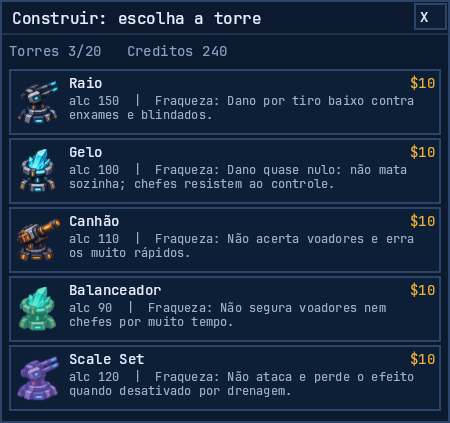 Construir: escolha a torre
X
Torres 3/20   Creditos 240
Raio $10
alc 150  |  Fraqueza: Dano por tiro baixo contra
enxames e blindados.
Gelo $10
alc 100  |  Fraqueza: Dano quase nulo: não mata
sozinha; chefes resistem ao controle.
Canhão $10
alc 110  |  Fraqueza: Não acerta voadores e erra
os muito rápidos.
Balanceador $10
alc 90  |  Fraqueza: Não segura voadores nem
chefes por muito tempo.
Scale Set $10
alc 120  |  Fraqueza: Não ataca e perde o efeito
quando desativado por drenagem.